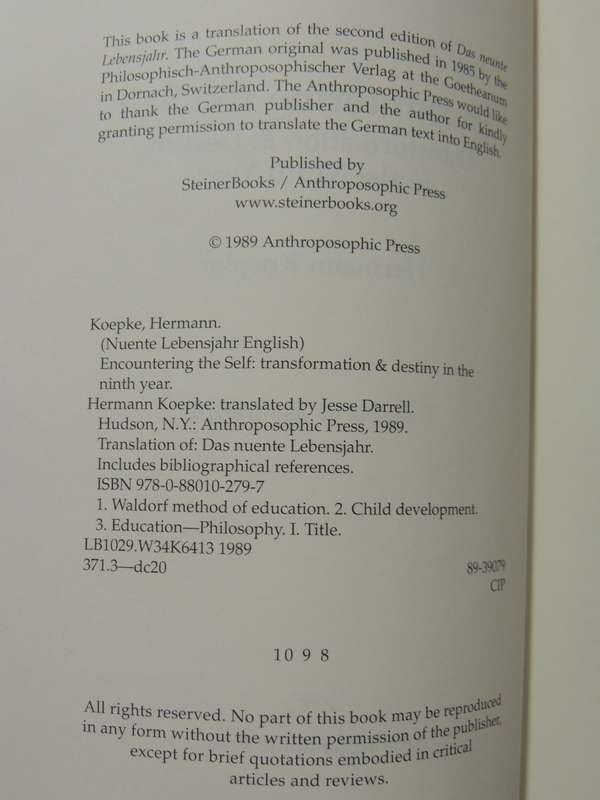 This book is a translation of the second edition of Das neunte
Lebensjahr. The German original was published in 1985 by the
Philosophisch-Anthroposophischer Verlag at the Goetheanum
in Dornach, Switzerland. The Anthroposophic Press would like
to thank the German publisher and the author for kindly
granting permission to translate the German text into English.
Published by
SteinerBooks / Anthroposophic Press
www.steinerbooks.org
© 1989 Anthroposophic Press
Koepke, Hermann.
(Nuente Lebensjahr English)
Encountering the Self: transformation & destiny in the
ninth year.
Hermann Koepke: translated by Jesse Darrell.
Hudson, N.Y.: Anthroposophic Press, 1989.
Translation of: Das nuente Lebensjahr.
Includes bibliographical references.
ISBN 978-0-88010-279-7
1. Waldorf method of education. 2. Child development.
3. Education—Philosophy. I. Title.
LB1029.W34K6413 1989
371.3—dc20 89-39079
CIP
10 9 8
All rights reserved. No part of this book may be reproduced
in any form without the written permission of the publisher,
except for brief quotations embodied in critical
articles and reviews.